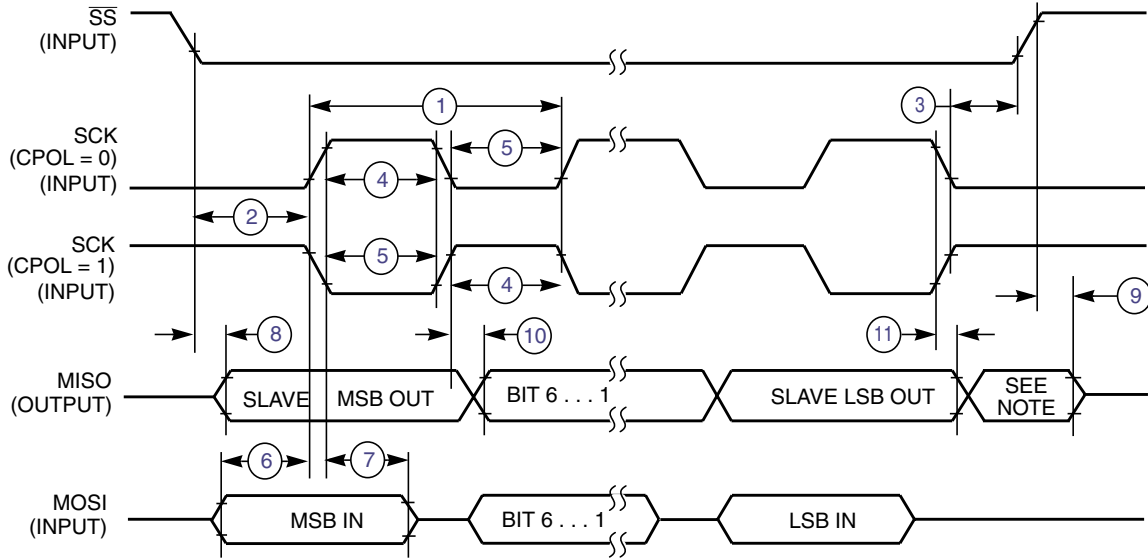 SS
(INPUT)
1
3
SCK
(CPOL = 0)
(INPUT)
5
4
2
SCK
(CPOL = 1)
(INPUT)
5
4
9
8
10
11
MISO
(OUTPUT)
SLAVE MSB OUT
BIT 6 . . . 1
SLAVE LSB OUT
SEE
NOTE
6
7
MOSI
(INPUT)
MSB IN
BIT 6 . . . 1
LSB IN